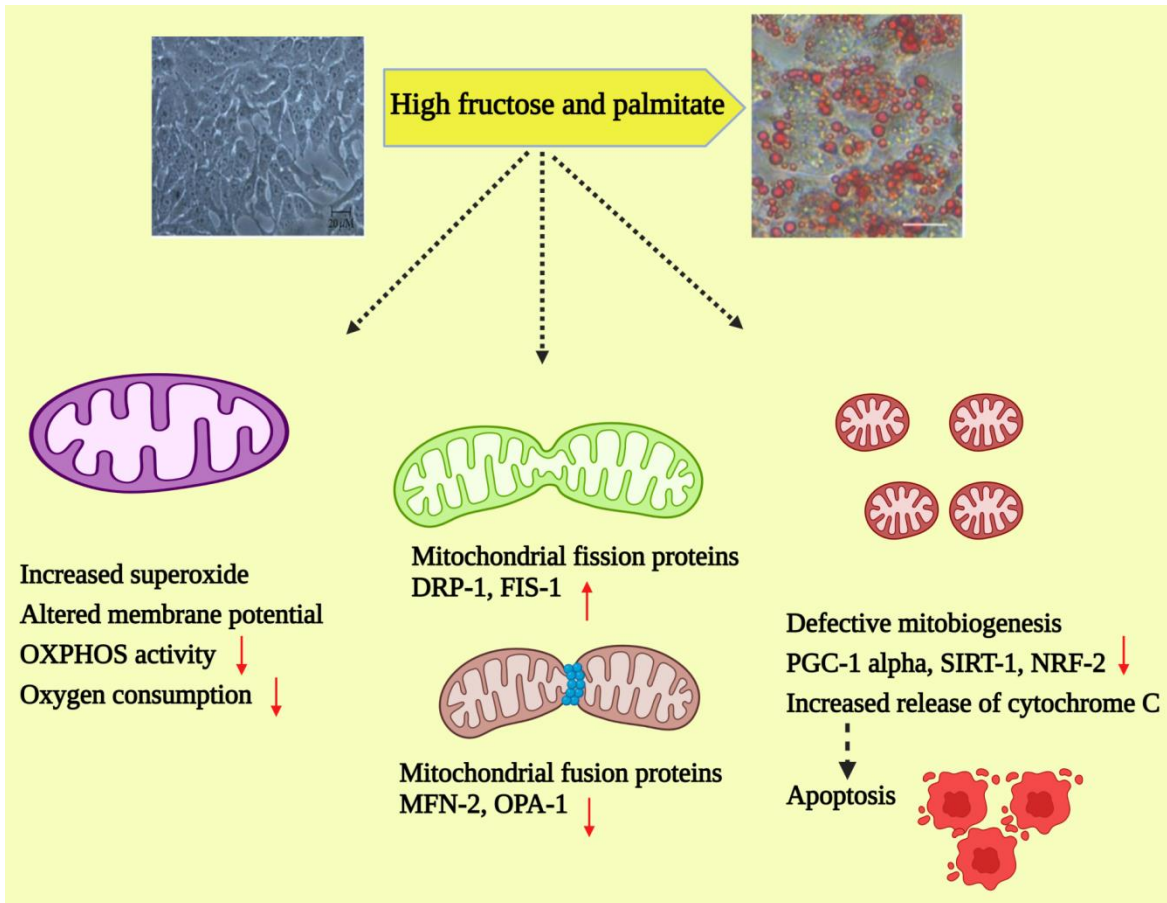 High fructose and palmitate
20 µM
Increased superoxide
Altered membrane potential
OXPHOS activity
Oxygen consumption
Mitochondrial fission proteins
DRP-1, FIS-1
Mitochondrial fusion proteins
MFN-2, OPA-1
Defective mitobiogenesis
PGC-1 alpha, SIRT-1, NRF-2
Increased release of cytochrome C
Apoptosis